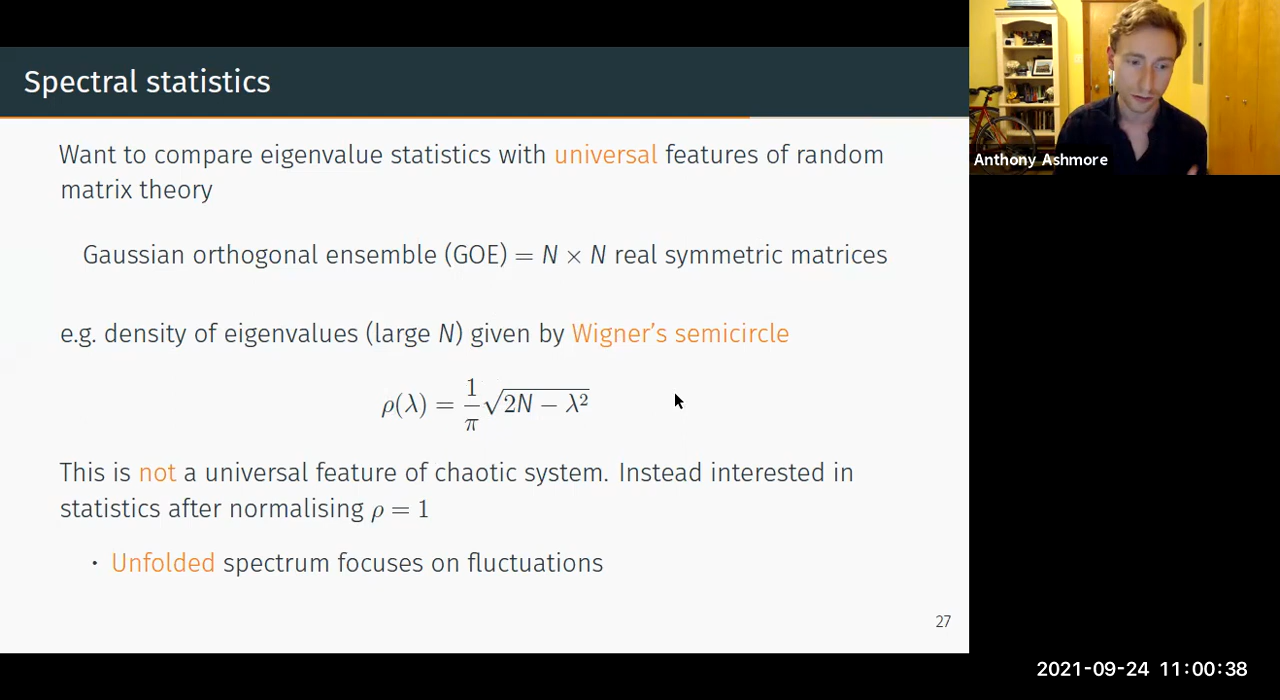 Spectral statistics
Want to compare eigenvalue statistics with universal features of random
matrix theory
Gaussian orthogonal ensemble (GOE) = N × N real symmetric matrices
e.g. density of eigenvalues (large N) given by Wigner's semicircle
ρ(λ) = 1/π √(2N − λ²)
This is not a universal feature of chaotic system. Instead interested in
statistics after normalising ρ = 1
· Unfolded spectrum focuses on fluctuations
27
Anthony Ashmore
2021-09-24 11:00:38